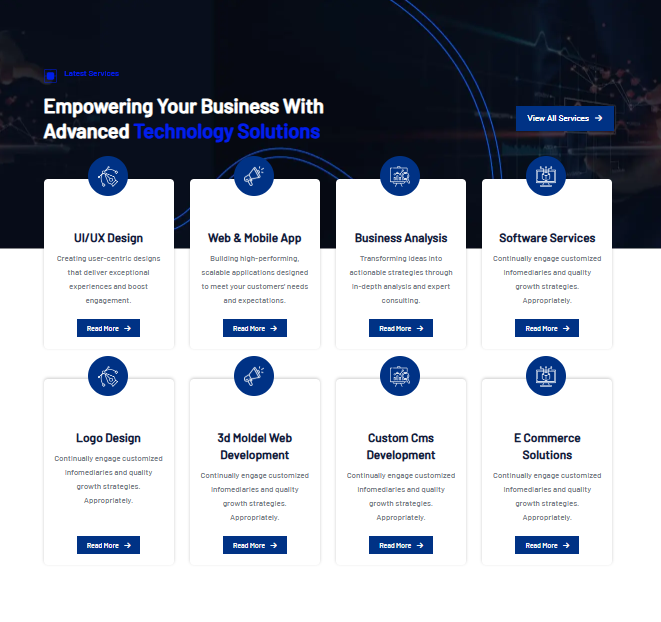 Latest Services
Empowering Your Business With
Advanced Technology Solutions
View All Services
UI/UX Design
Creating user-centric designs
that deliver exceptional
experiences and boost
engagement.
Read More
Web & Mobile App
Building high-performing,
scalable applications designed
to meet your customers' needs
and expectations.
Read More
Business Analysis
Transforming ideas into
actionable strategies through
in-depth analysis and expert
consulting.
Read More
Software Services
Continually engage customized
infomediaries and quality
growth strategies.
Appropriately.
Read More
Logo Design
Continually engage customized
infomediaries and quality
growth strategies.
Appropriately.
Read More
3d Moldel Web
Development
Continually engage customized
infomediaries and quality
growth strategies.
Appropriately.
Read More
Custom Cms
Development
Continually engage customized
infomediaries and quality
growth strategies.
Appropriately.
Read More
E Commerce
Solutions
Continually engage customized
infomediaries and quality
growth strategies.
Appropriately.
Read More